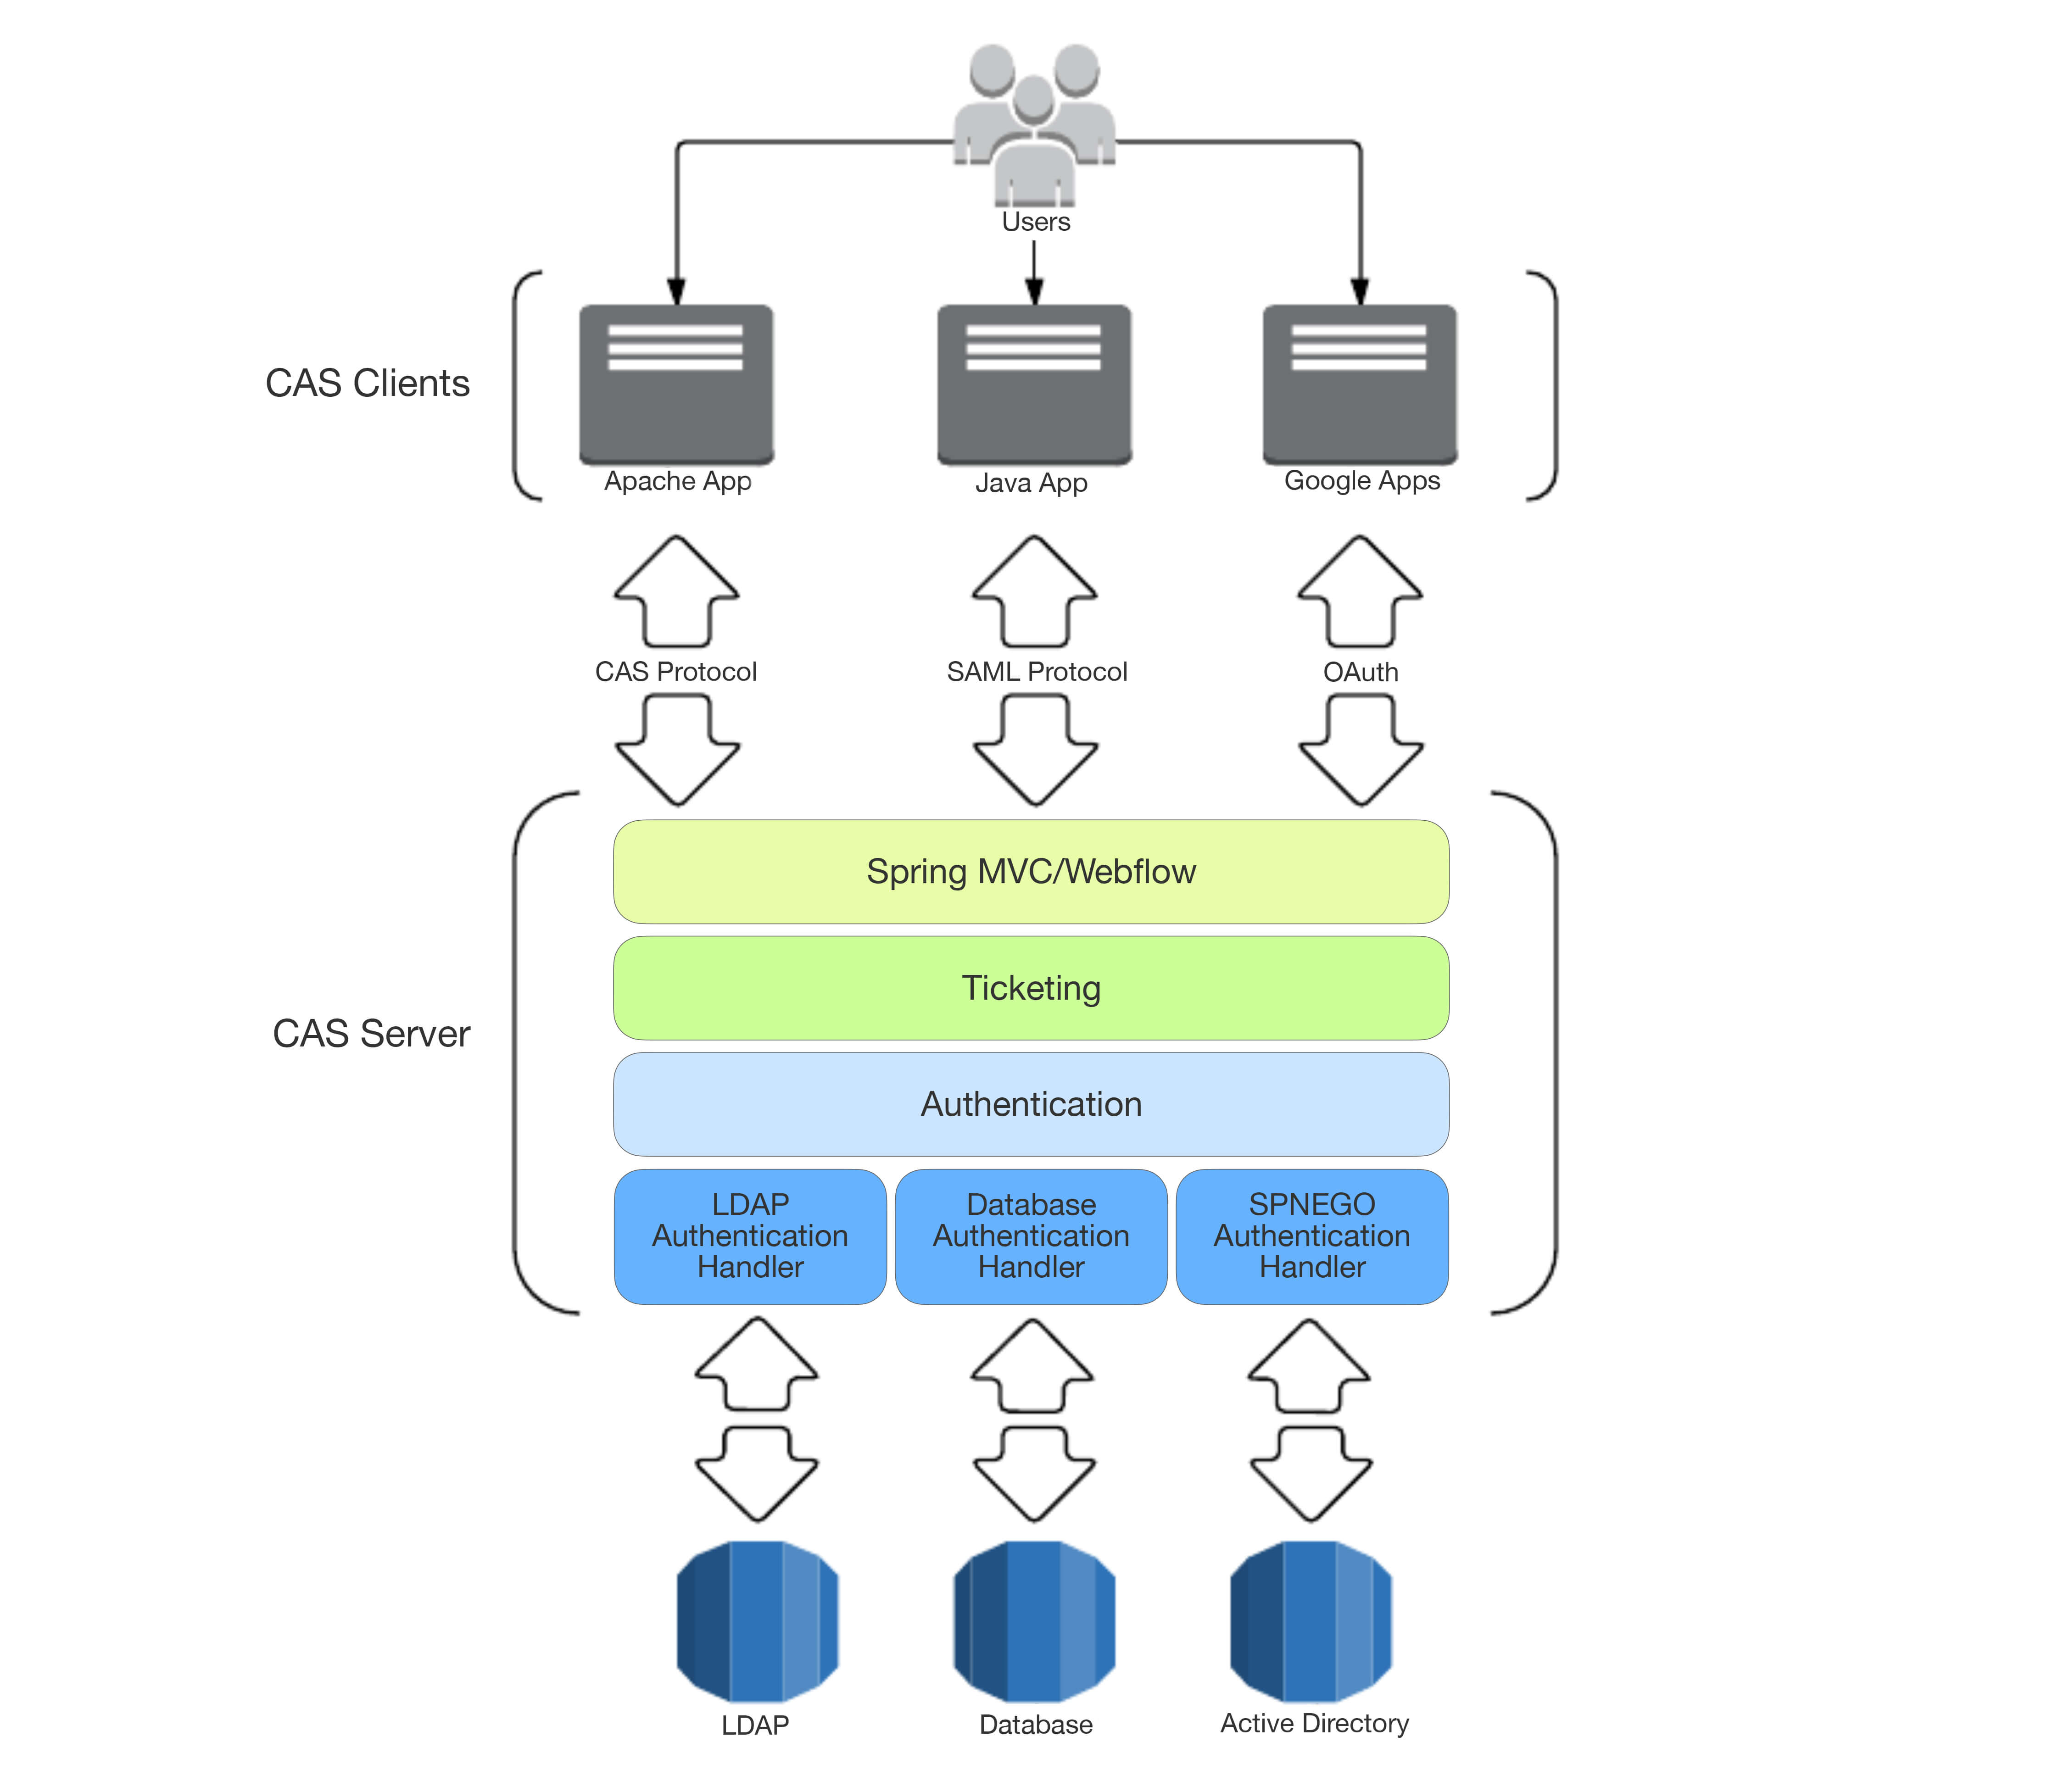 Users
CAS Clients
Apache App
Java App
Google Apps
CAS Protocol
SAML Protocol
OAuth
CAS Server
Spring MVC/Webflow
Ticketing
Authentication
LDAP
Authentication
Handler
Database
Authentication
Handler
SPNEGO
Authentication
Handler
LDAP
Database
Active Directory